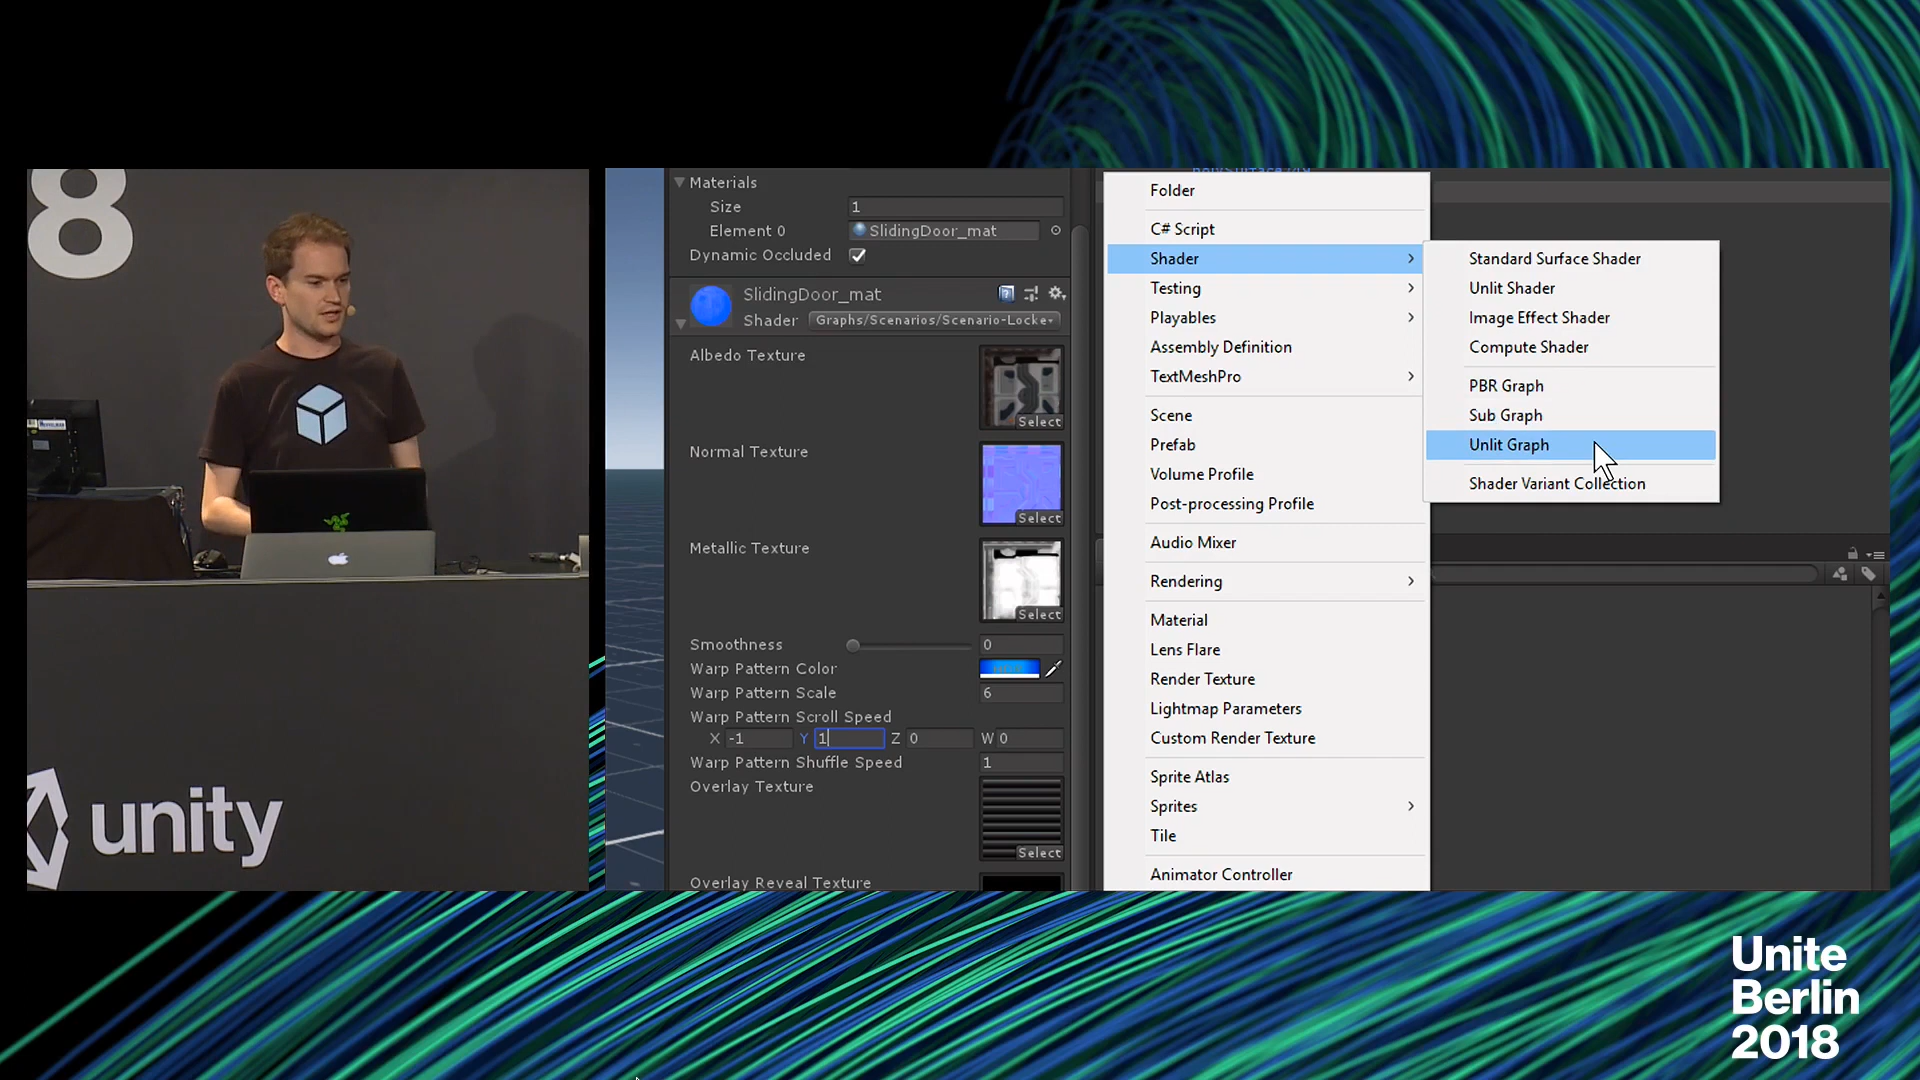 8
unity
Materials
Size 1
Element 0 SlidingDoor_mat
Dynamic Occluded
SlidingDoor_mat
Shader Graphs/Scenarios/Scenario-Locke
Albedo Texture
Select
Normal Texture
Select
Metallic Texture
Select
Smoothness 0
Warp Pattern Color
Warp Pattern Scale 6
Warp Pattern Scroll Speed
X -1 Y 1 Z 0 W 0
Warp Pattern Shuffle Speed 1
Overlay Texture
Select
Overlay Reveal Texture
Folder
C# Script
Shader
Testing
Playables
Assembly Definition
TextMeshPro
Scene
Prefab
Volume Profile
Post-processing Profile
Audio Mixer
Rendering
Material
Lens Flare
Render Texture
Lightmap Parameters
Custom Render Texture
Sprite Atlas
Sprites
Tile
Animator Controller
Standard Surface Shader
Unlit Shader
Image Effect Shader
Compute Shader
PBR Graph
Sub Graph
Unlit Graph
Shader Variant Collection
Unite
Berlin
2018